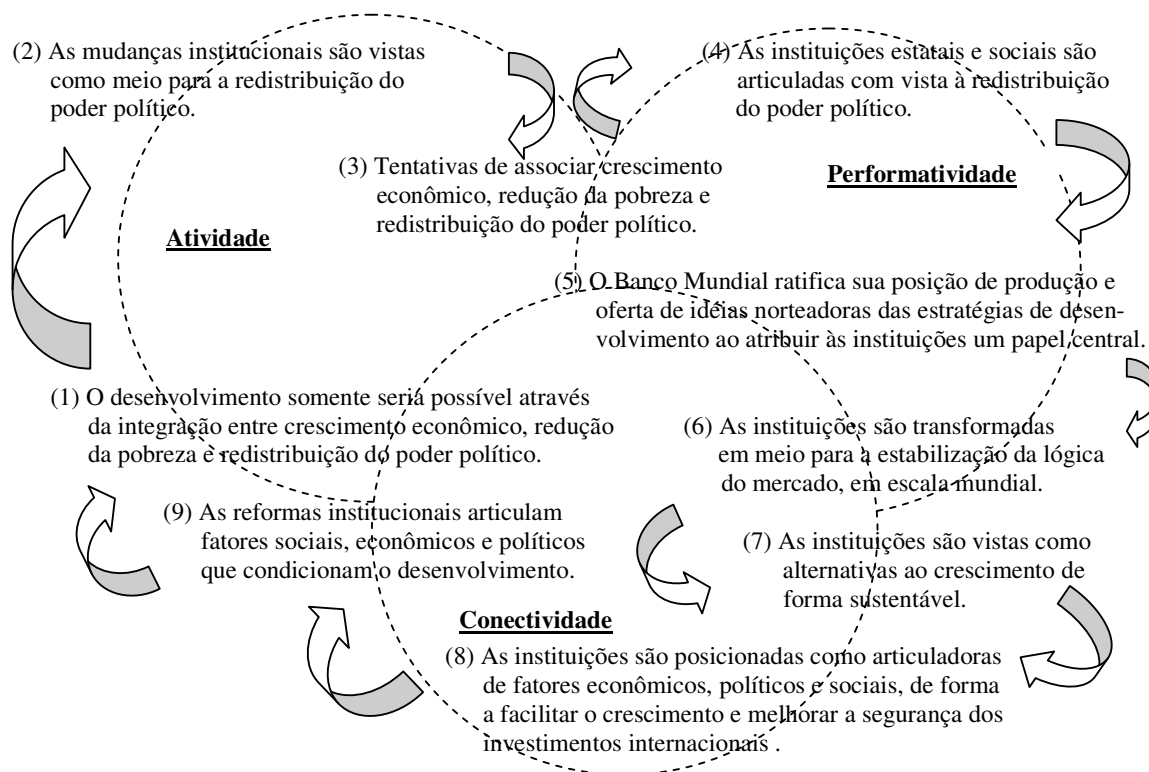 (2) As mudanças institucionais são vistas
como meio para a redistribuição do
poder político.
(4) As instituições estatais e sociais são
articuladas com vista à redistribuição
do poder político.
(3) Tentativas de associar crescimento
econômico, redução da pobreza e
redistribuição do poder político.
Performatividade
Atividade
(5) O Banco Mundial ratifica sua posição de produção e
oferta de idéias norteadoras das estratégias de desen-
volvimento ao atribuir às instituições um papel central.
(1) O desenvolvimento somente seria possível através
da integração entre crescimento econômico, redução
da pobreza e redistribuição do poder político.
(6) As instituições são transformadas
em meio para a estabilização da lógica
do mercado, em escala mundial.
(9) As reformas institucionais articulam
fatores sociais, econômicos e políticos
que condicionam o desenvolvimento.
(7) As instituições são vistas como
alternativas ao crescimento de
forma sustentável.
Conectividade
(8) As instituições são posicionadas como articuladoras
de fatores econômicos, políticos e sociais, de forma
a facilitar o crescimento e melhorar a segurança dos
investimentos internacionais .